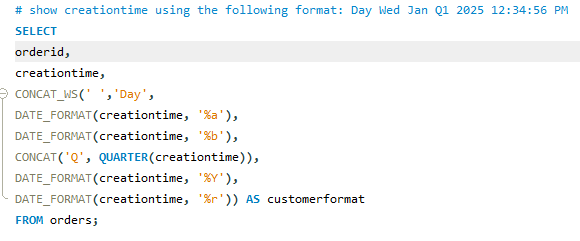 # show creationtime using the following format: Day Wed Jan Q1 2025 12:34:56 PM
SELECT
orderid,
creationtime,
CONCAT_WS(' ','Day',
DATE_FORMAT(creationtime, '%a'),
DATE_FORMAT(creationtime, '%b'),
CONCAT('Q', QUARTER(creationtime)),
DATE_FORMAT(creationtime, '%Y'),
DATE_FORMAT(creationtime, '%r')) AS customerformat
FROM orders;